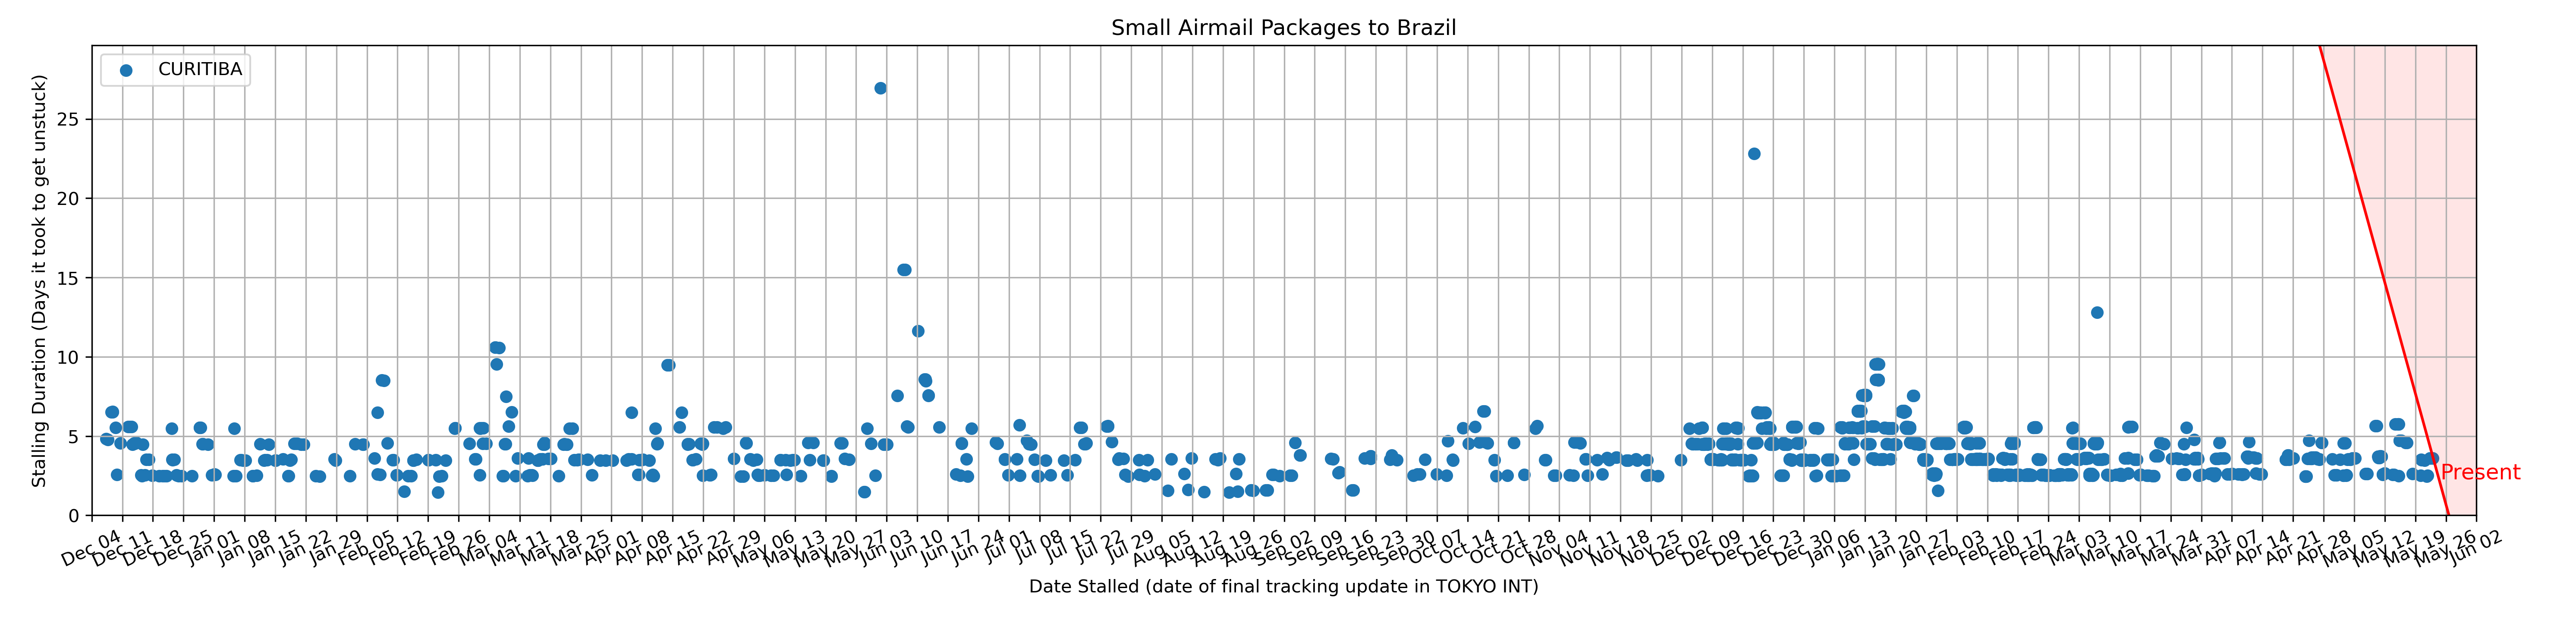 Small Airmail Packages to Brazil
CURITIBA
Stalling Duration (Days it took to get unstuck)
25
20
15
10
5
0
Present
Dec 04
Dec 11
Dec 18
Dec 25
Jan 01
Jan 08
Jan 15
Jan 22
Jan 29
Feb 05
Feb 12
Feb 19
Feb 26
Mar 04
Mar 11
Mar 18
Mar 25
Apr 01
Apr 08
Apr 15
Apr 22
Apr 29
May 06
May 13
May 20
May 27
Jun 03
Jun 10
Jun 17
Jun 24
Jul 01
Jul 08
Jul 15
Jul 22
Jul 29
Aug 05
Aug 12
Aug 19
Aug 26
Sep 02
Sep 09
Sep 16
Sep 23
Sep 30
Oct 07
Oct 14
Oct 21
Oct 28
Nov 04
Nov 11
Nov 18
Nov 25
Dec 02
Dec 09
Dec 16
Dec 23
Dec 30
Jan 06
Jan 13
Jan 20
Jan 27
Feb 03
Feb 10
Feb 17
Feb 24
Mar 03
Mar 10
Mar 17
Mar 24
Mar 31
Apr 07
Apr 14
Apr 21
Apr 28
May 05
May 12
May 19
May 26
Jun 02
Date Stalled (date of final tracking update in TOKYO INT)